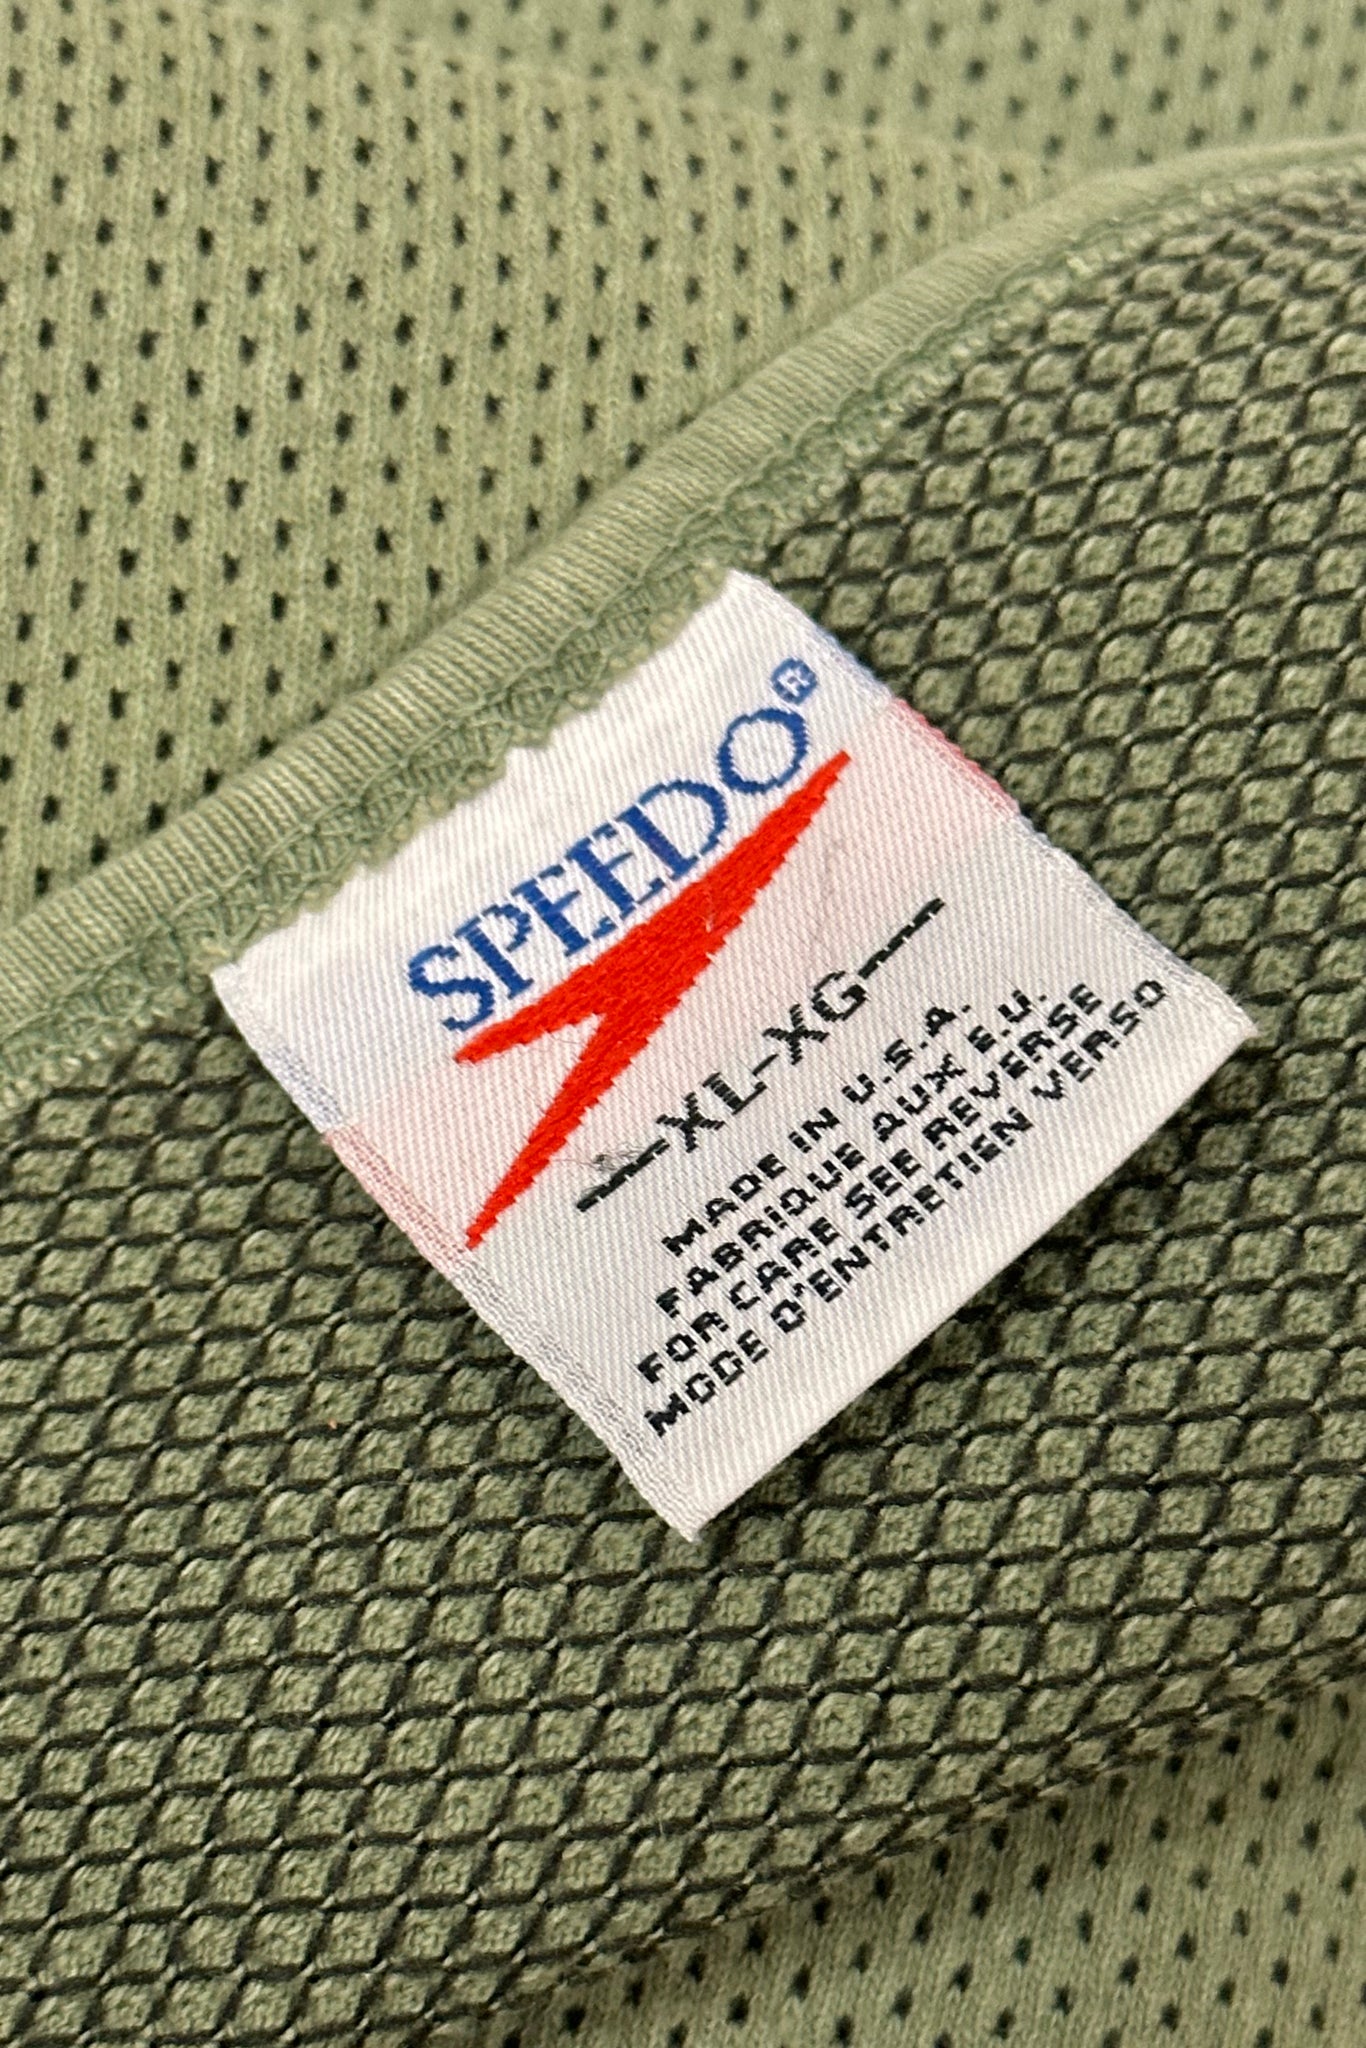 SPEEDO®
-XL-XG-
MADE IN U.S.A.
FABRIQUE AUX E.U.
FOR CARE SEE REVERSE
MODE D'ENTRETIEN VERSO